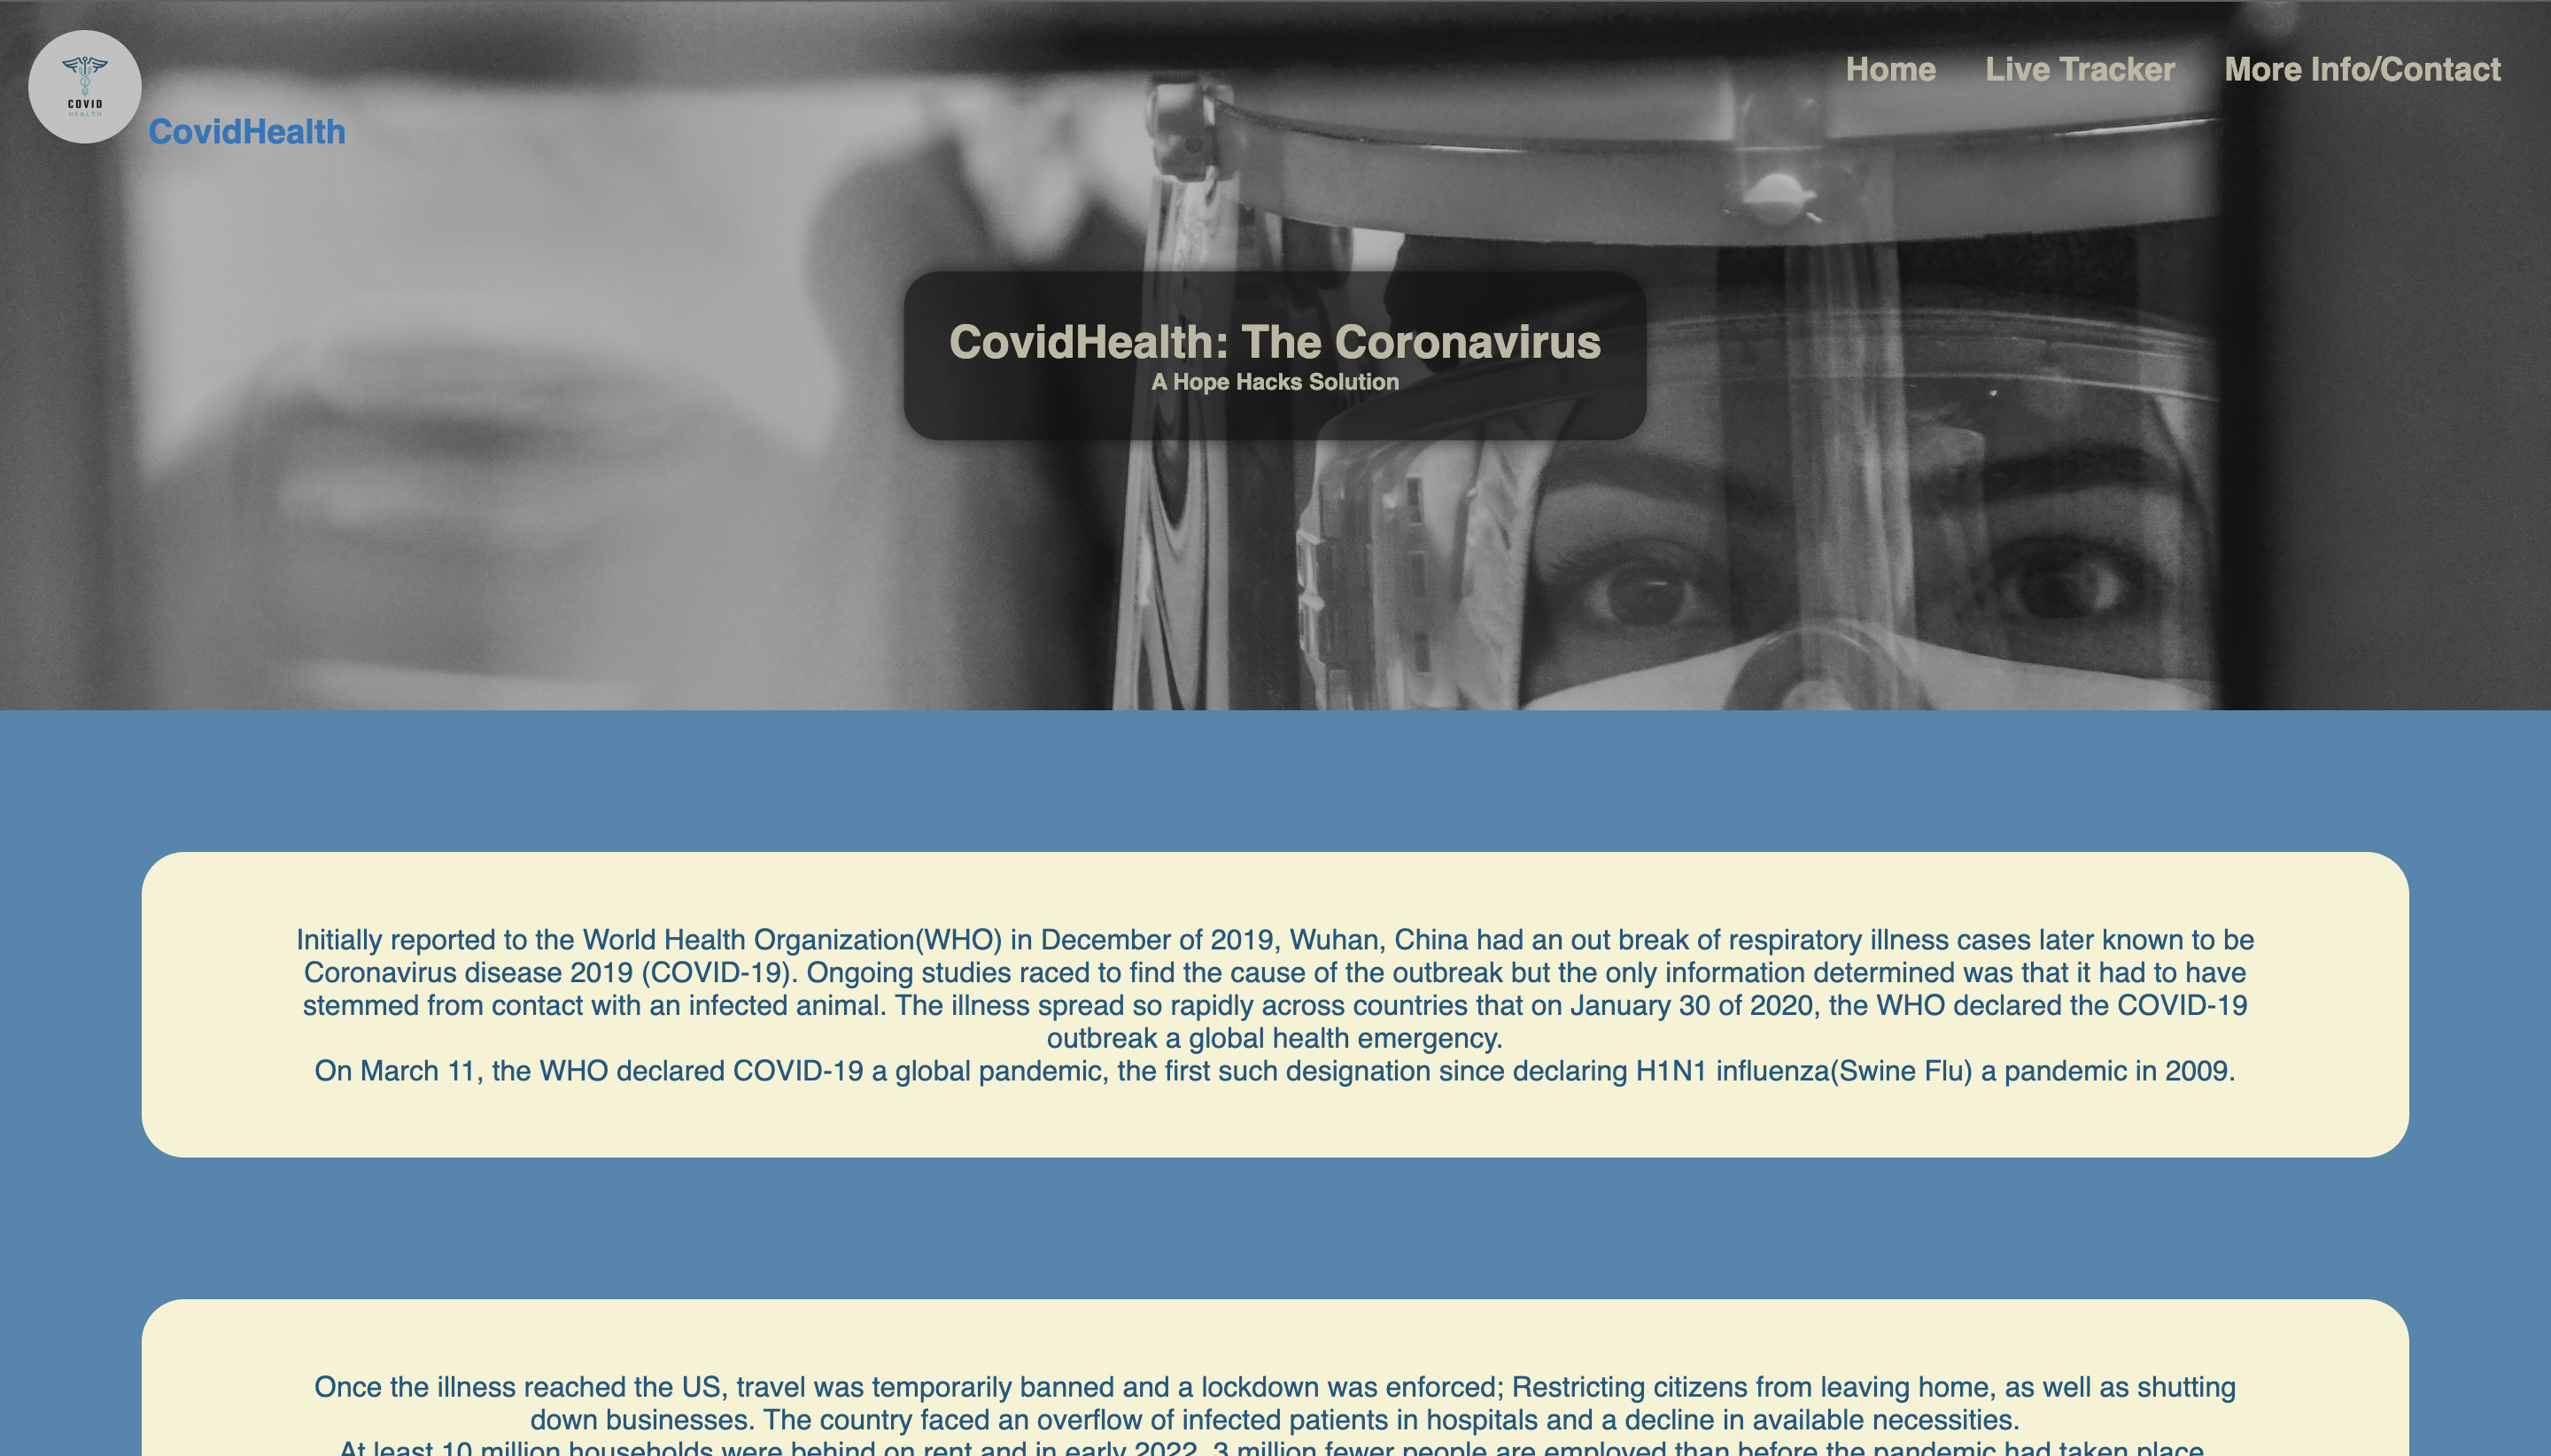 COVID
HEALTH
CovidHealth
Home Live Tracker More Info/Contact
CovidHealth: The Coronavirus
A Hope Hacks Solution
Initially reported to the World Health Organization(WHO) in December of 2019, Wuhan, China had an out break of respiratory illness cases later known to be
Coronavirus disease 2019 (COVID-19). Ongoing studies raced to find the cause of the outbreak but the only information determined was that it had to have
stemmed from contact with an infected animal. The illness spread so rapidly across countries that on January 30 of 2020, the WHO declared the COVID-19
outbreak a global health emergency.
On March 11, the WHO declared COVID-19 a global pandemic, the first such designation since declaring H1N1 influenza(Swine Flu) a pandemic in 2009.
Once the illness reached the US, travel was temporarily banned and a lockdown was enforced; Restricting citizens from leaving home, as well as shutting
down businesses. The country faced an overflow of infected patients in hospitals and a decline in available necessities.
At least 10 million households were behind on rent and in early 2022, 3 million fewer people are employed than before the pandemic had taken place.